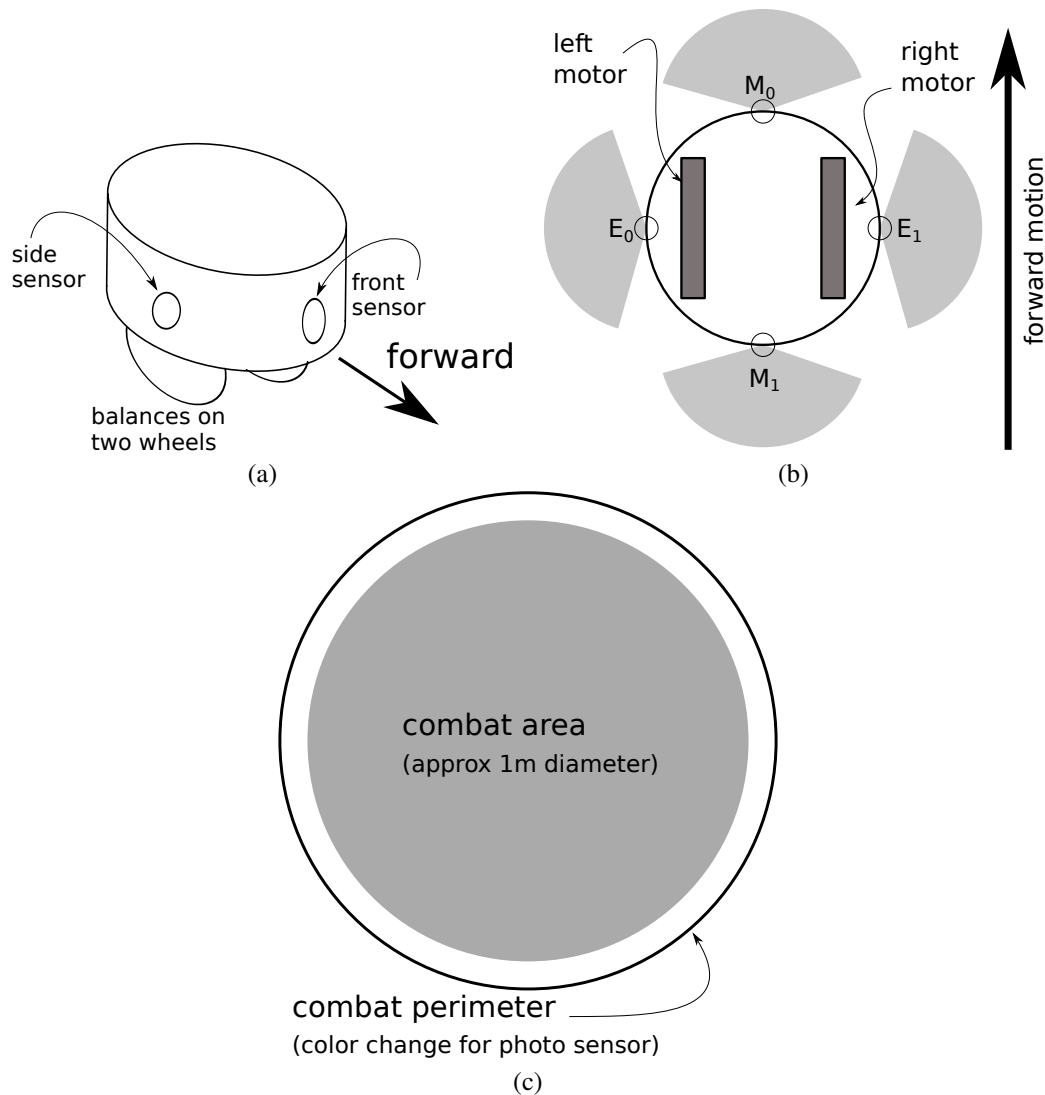 side
sensor
front
sensor
forward
balances on
two wheels
(a)
left
motor
right
motor
M₀
E₀
E₁
M₁
forward motion
(b)
combat area
(approx 1m diameter)
combat perimeter
(color change for photo sensor)
(c)